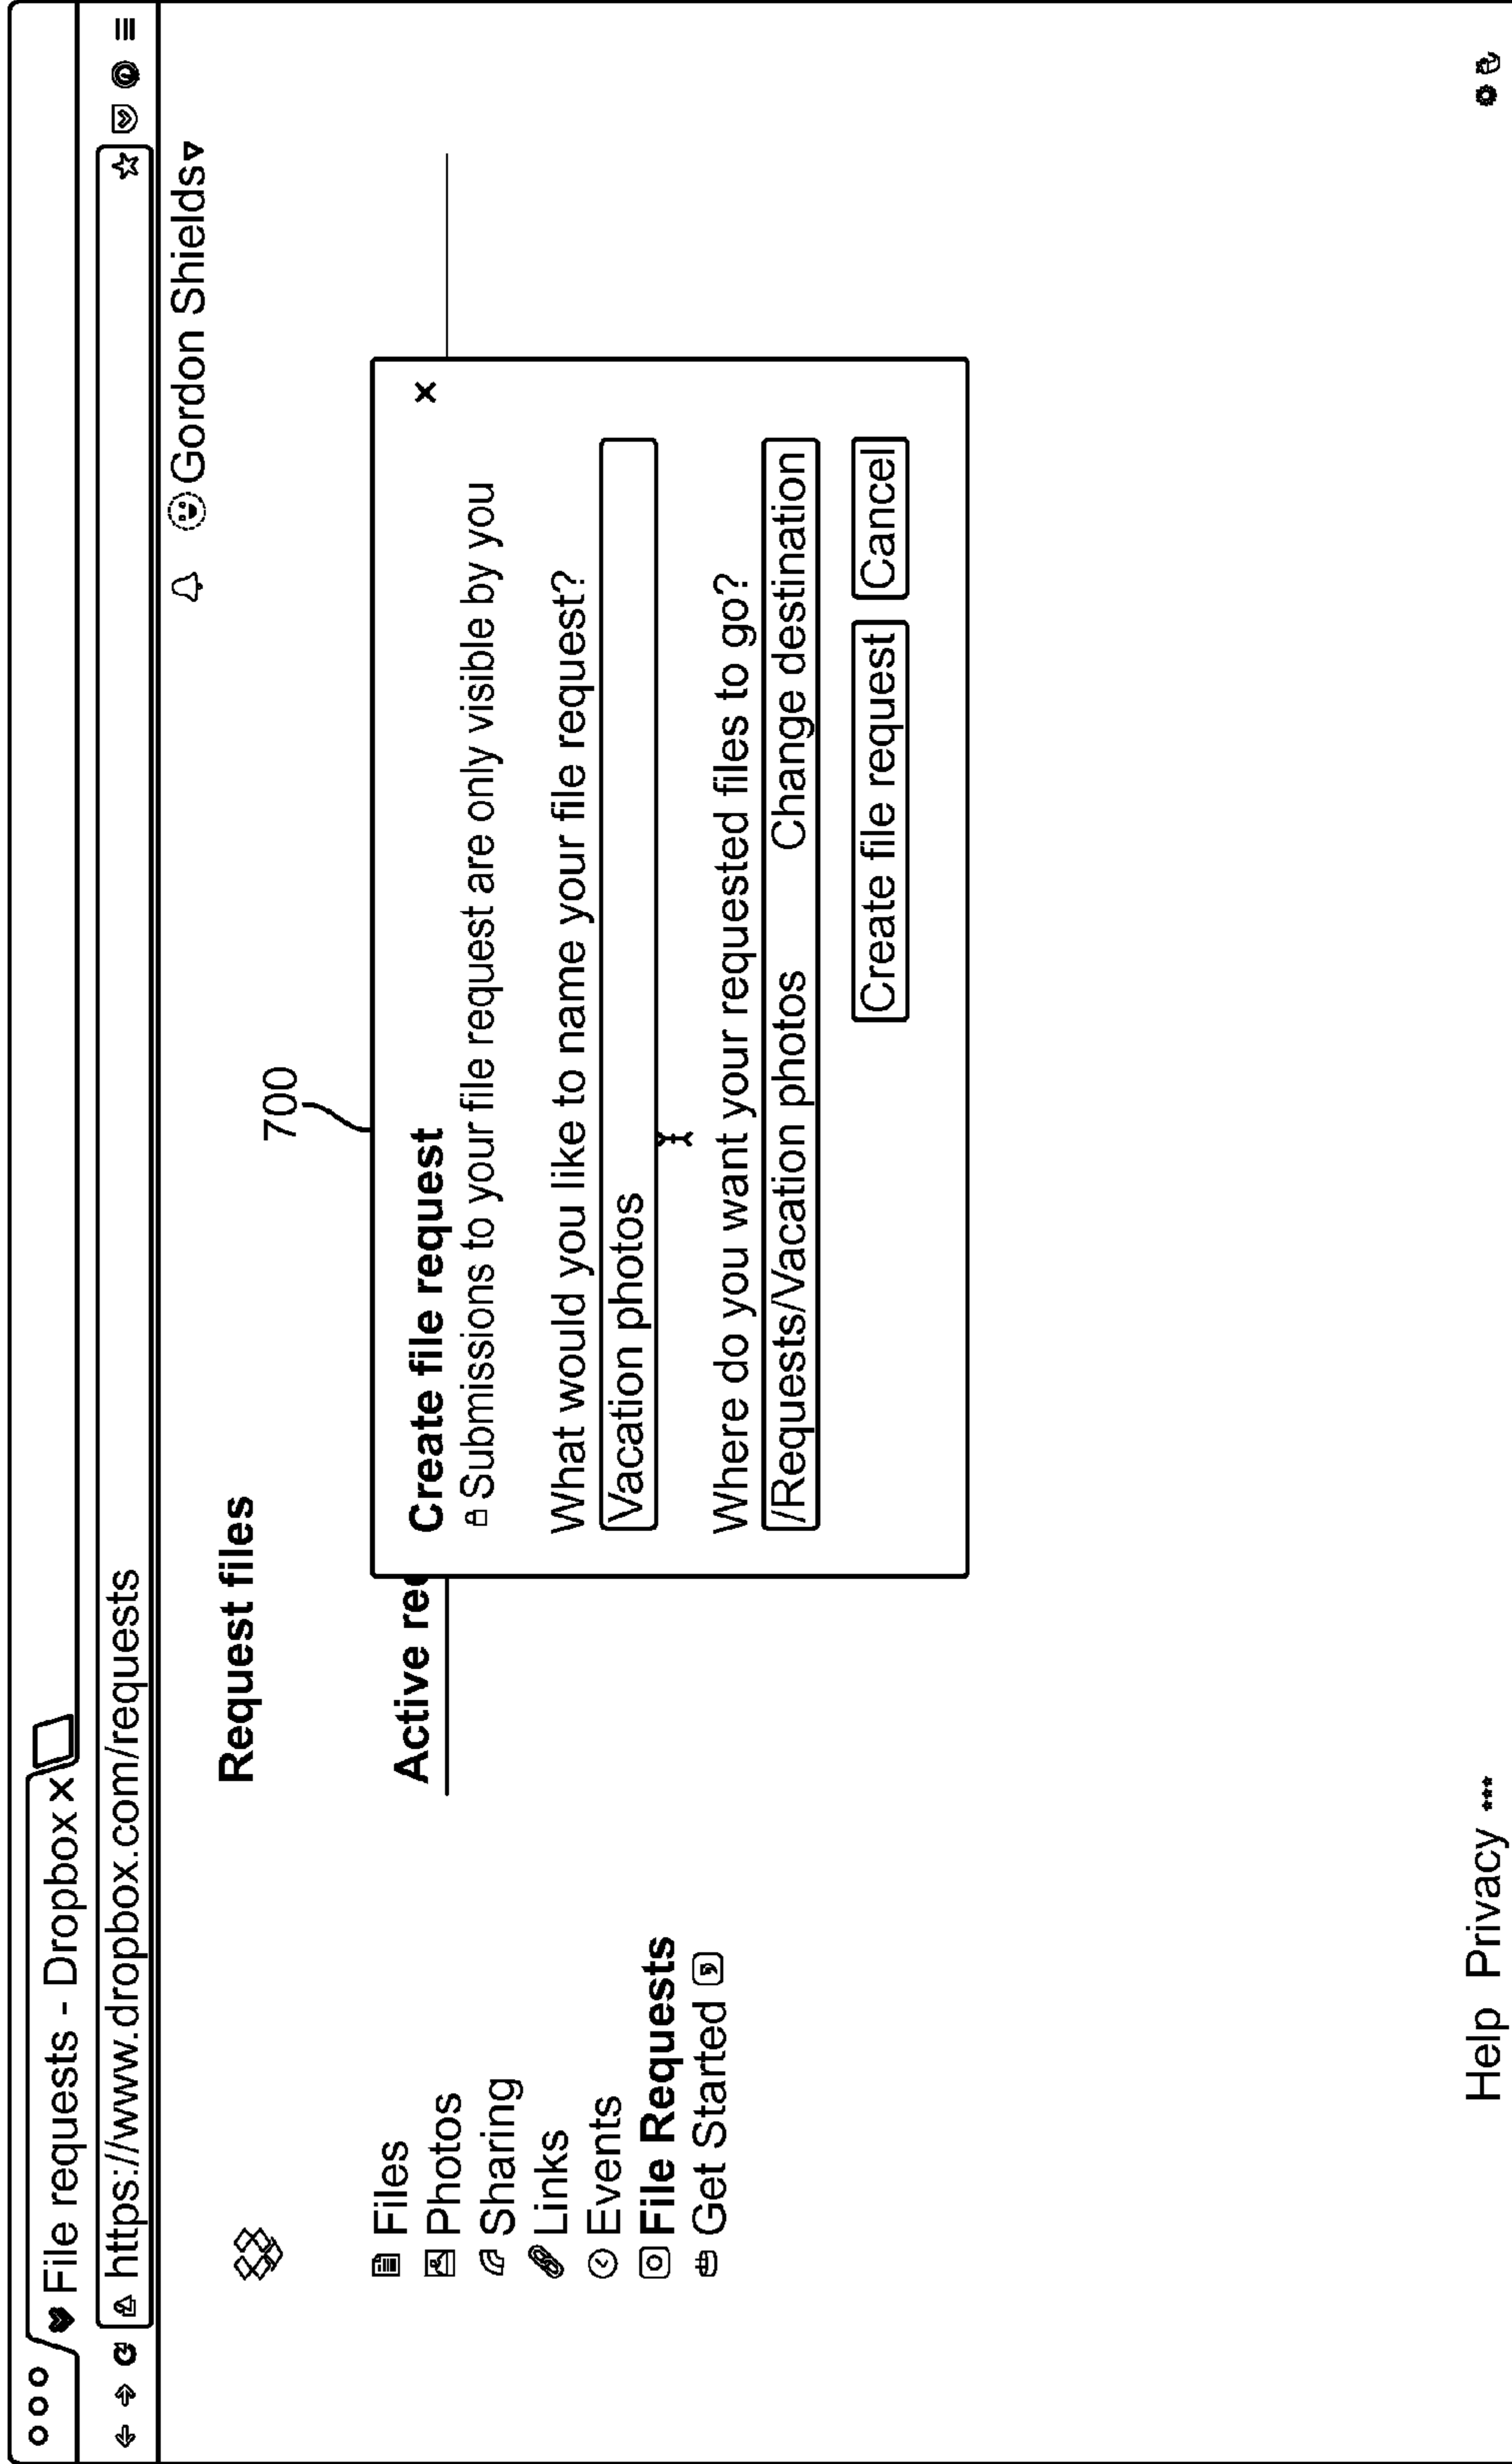 File requests - Dropbox
https://www.dropbox.com/requests
Gordon Shields
Request files
700
Active re
Create file request
Submissions to your file request are only visible by you
What would you like to name your file request?
Vacation photos
Where do you want your requested files to go?
/Requests/Vacation photos Change destination
Create file request Cancel
Files
Photos
Sharing
Links
Events
File Requests
Get Started
Help Privacy